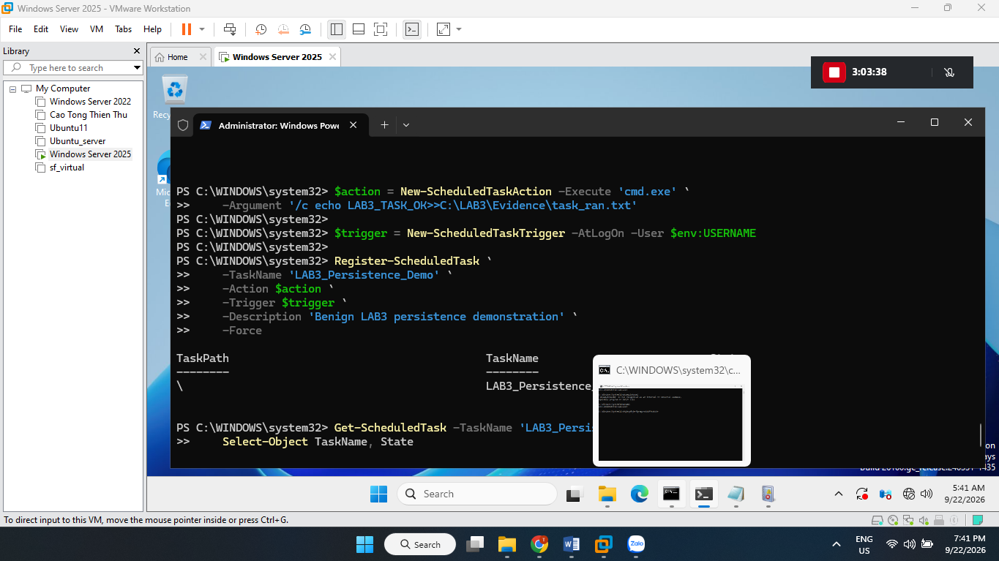 Windows Server 2025 - VMware Workstation
File Edit View VM Tabs Help
Library
Type here to search
My Computer
Windows Server 2022
Cao Tong Thien Thu
Ubuntu11
Ubuntu_server
Windows Server 2025
sf_virtual
Home
Windows Server 2025
3:03:38
Recy
Mic
E
Administrator: Windows Powe
PS C:\WINDOWS\system32> $action = New-ScheduledTaskAction -Execute 'cmd.exe' `
>>     -Argument '/c echo LAB3_TASK_OK>>C:\LAB3\Evidence\task_ran.txt'
PS C:\WINDOWS\system32>
PS C:\WINDOWS\system32> $trigger = New-ScheduledTaskTrigger -AtLogOn -User $env:USERNAME
PS C:\WINDOWS\system32>
PS C:\WINDOWS\system32> Register-ScheduledTask `
>>     -TaskName 'LAB3_Persistence_Demo' `
>>     -Action $action `
>>     -Trigger $trigger `
>>     -Description 'Benign LAB3 persistence demonstration' `
>>     -Force
TaskPath TaskName
-------- --------
\ LAB3_Persistence_
PS C:\WINDOWS\system32> Get-ScheduledTask -TaskName 'LAB3_Persi
>>     Select-Object TaskName, State
C:\WINDOWS\system32\c...
on
ays
Search
5:41 AM
9/22/2026
To direct input to this VM, move the mouse pointer inside or press Ctrl+G.
Search
Zalo
ENG
US
7:41 PM
9/22/2026